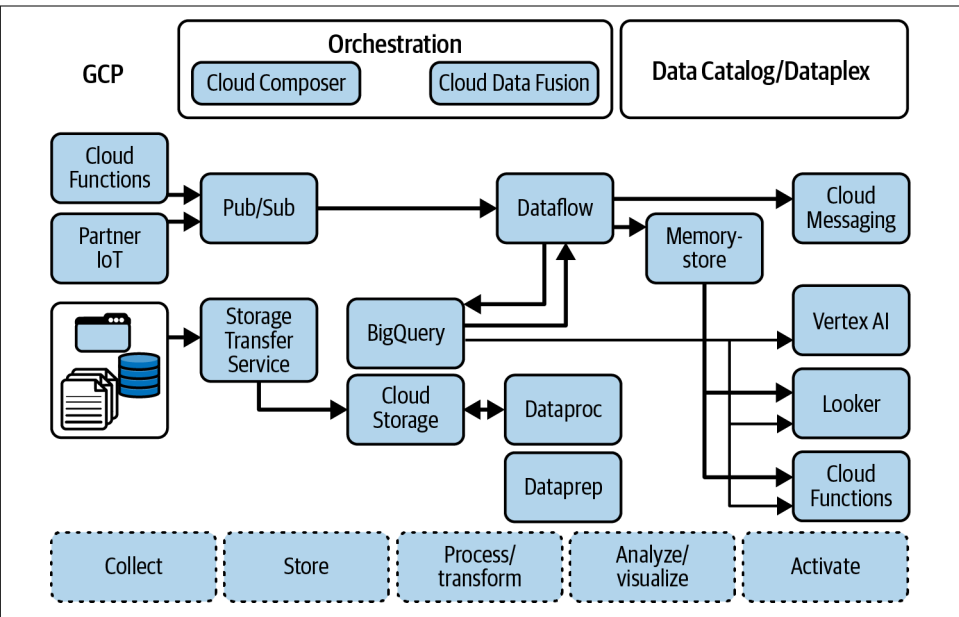 GCP
Orchestration
Cloud Composer
Cloud Data Fusion
Data Catalog/Dataplex
Cloud
Functions
Partner
IoT
Pub/Sub
Dataflow
Cloud
Messaging
Memory-
store
Storage
Transfer
Service
BigQuery
Vertex AI
Cloud
Storage
Dataproc
Looker
Dataprep
Cloud
Functions
Collect
Store
Process/
transform
Analyze/
visualize
Activate